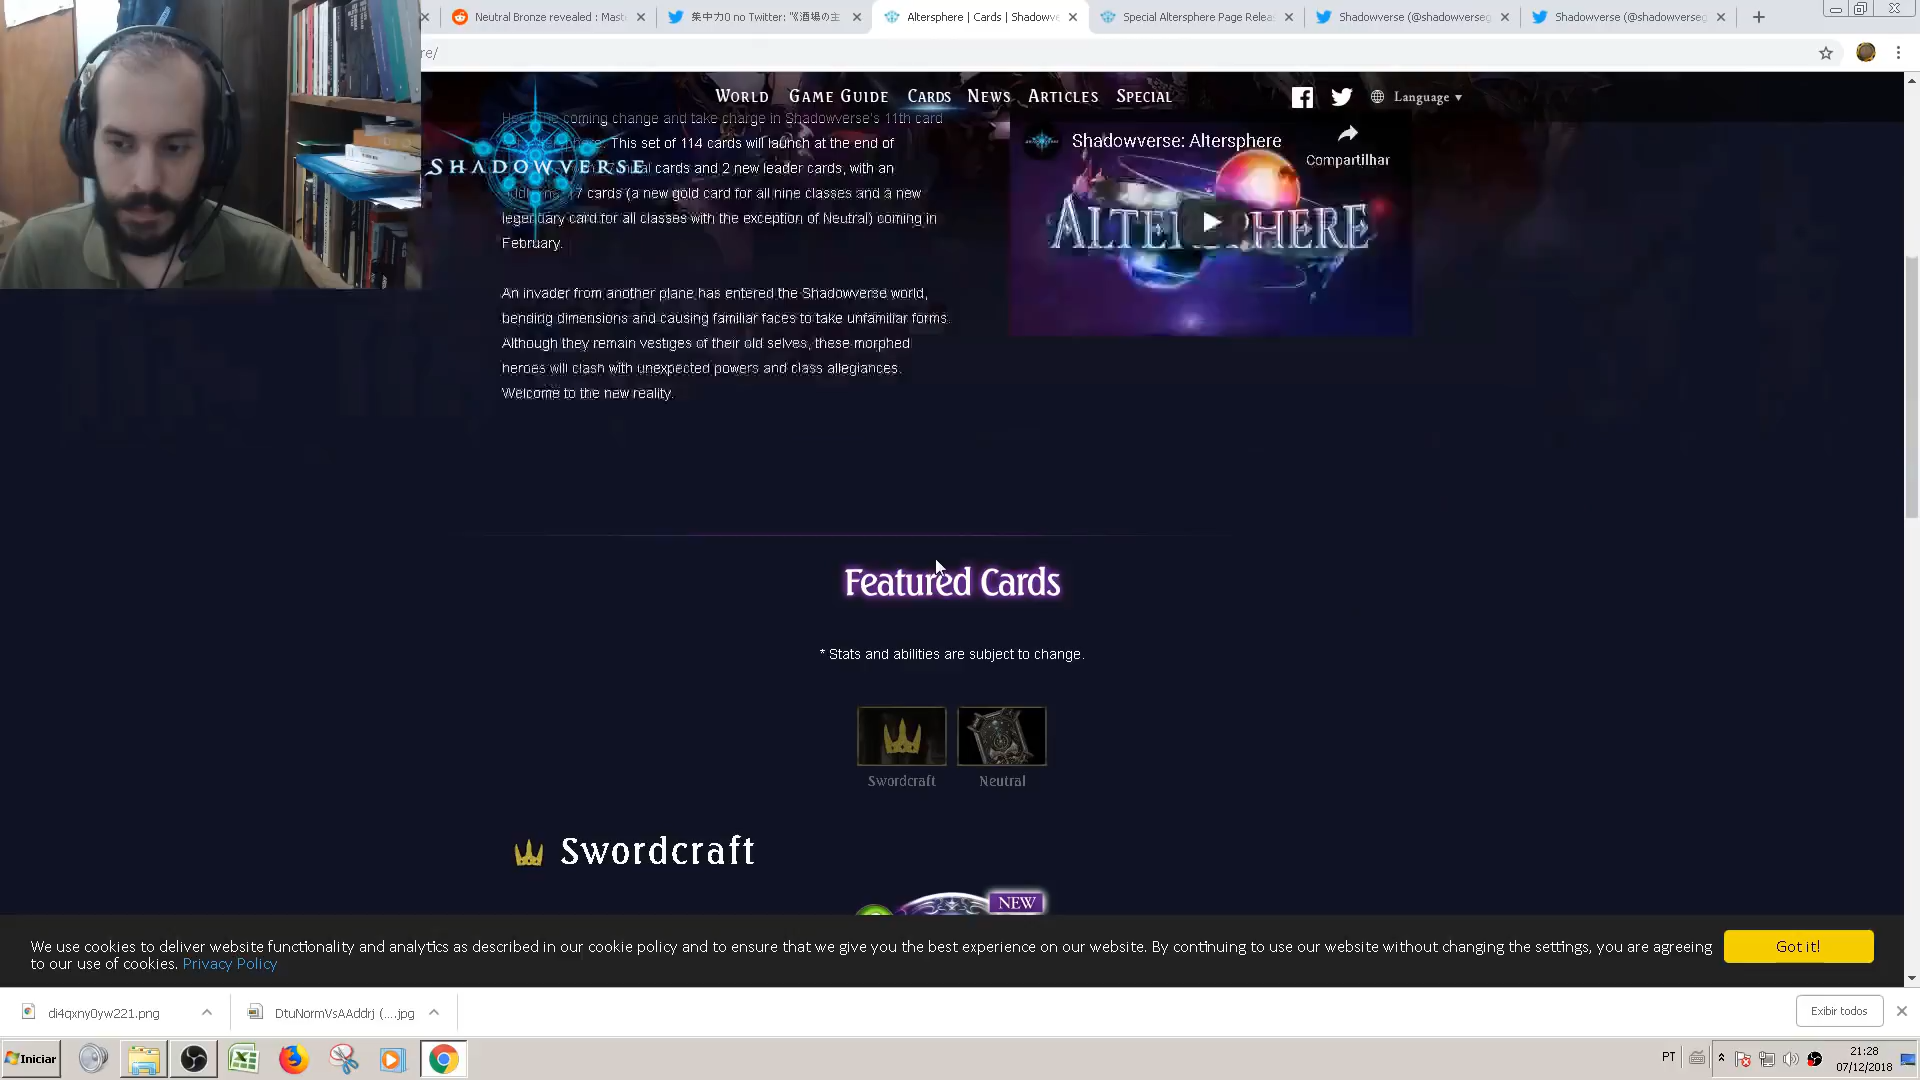 Neutral Bronze revealed : Mast
集中力0 no Twitter: "《酒場の主
Altersphere | Cards | Shadowve
Special Altersphere Page Relea
Shadowverse (@shadowverseg
Shadowverse (@shadowverseg
re/
World Game Guide Cards News Articles Special Language
SHADOWVERSE
the coming change and take charge in Shadowverse's 11th card
This set of 114 cards will launch at the end of
cards and 2 new leader cards, with an
7 cards (a new gold card for all nine classes and a new
legendary card for all classes with the exception of Neutral) coming in
February.
An invader from another plane has entered the Shadowverse world,
bending dimensions and causing familiar faces to take unfamiliar forms.
Although they remain vestiges of their old selves, these morphed
heroes will clash with unexpected powers and class allegiances.
Welcome to the new reality.
Shadowverse: Altersphere
Compartilhar
ALTERSPHERE
Featured Cards
* Stats and abilities are subject to change.
Swordcraft Neutral
Swordcraft
NEW
We use cookies to deliver website functionality and analytics as described in our cookie policy and to ensure that we give you the best experience on our website. By continuing to use our website without changing the settings, you are agreeing
to our use of cookies. Privacy Policy
Got it!
di4qxny0yw221.png
DtuNormVsAAddrj (....jpg
Exibir todos
Iniciar
PT
21:28
07/12/2018